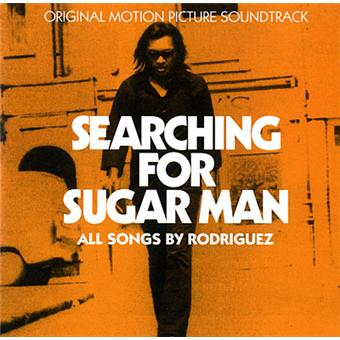 ORIGINAL MOTION PICTURE SOUNDTRACK
SEARCHING
FOR
SUGAR MAN
ALL SONGS BY RODRIGUEZ